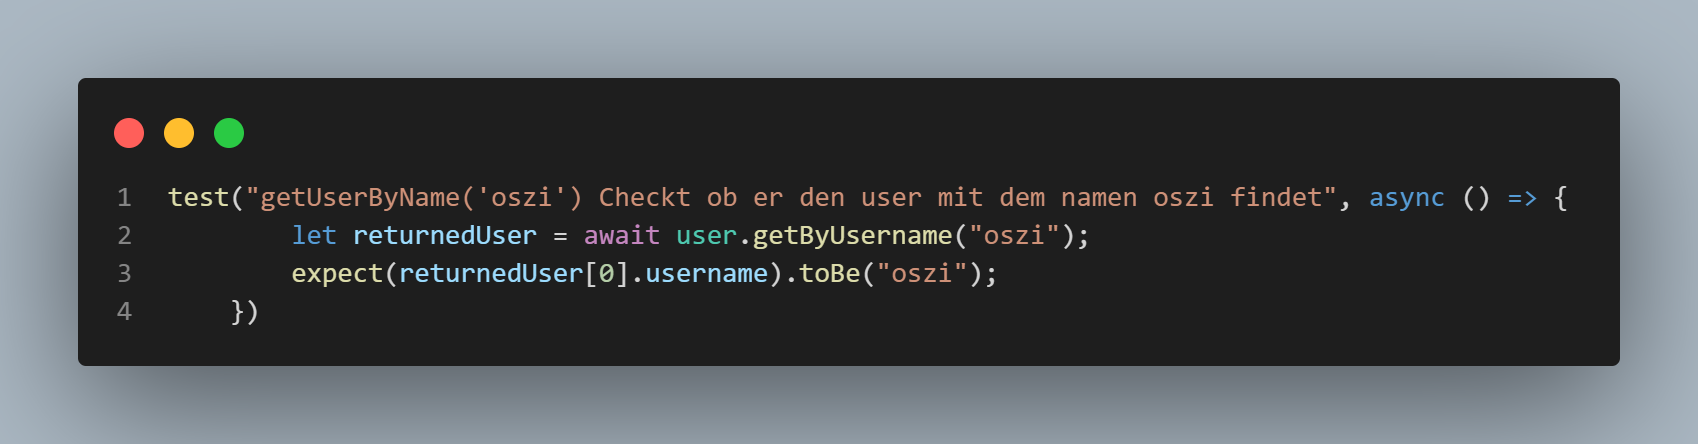 1 test("getUserByName('oszi') Checkt ob er den user mit dem namen oszi findet", async () => {
2 let returnedUser = await user.getByUsername("oszi");
3 expect(returnedUser[0].username).toBe("oszi");
4 })